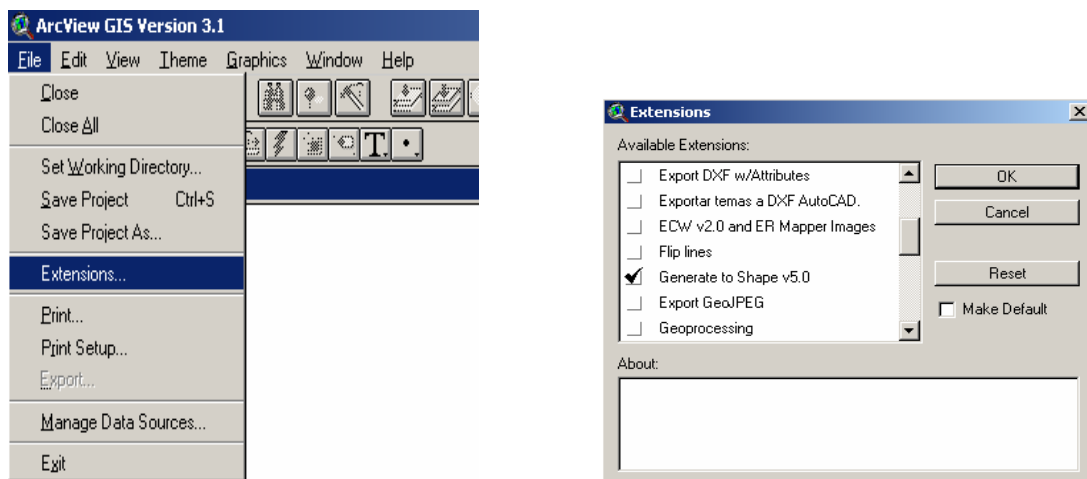 ArcView GIS Version 3.1
File Edit View Theme Graphics Window Help
Close
Close All
Set Working Directory...
Save Project Ctrl+S
Save Project As...
Extensions...
Print...
Print Setup...
Export...
Manage Data Sources...
Exit
T
Extensions
Available Extensions:
Export DXF w/Attributes
Exportar temas a DXF AutoCAD.
ECW v2.0 and ER Mapper Images
Flip lines
Generate to Shape v5.0
Export GeoJPEG
Geoprocessing
OK
Cancel
Reset
Make Default
About: